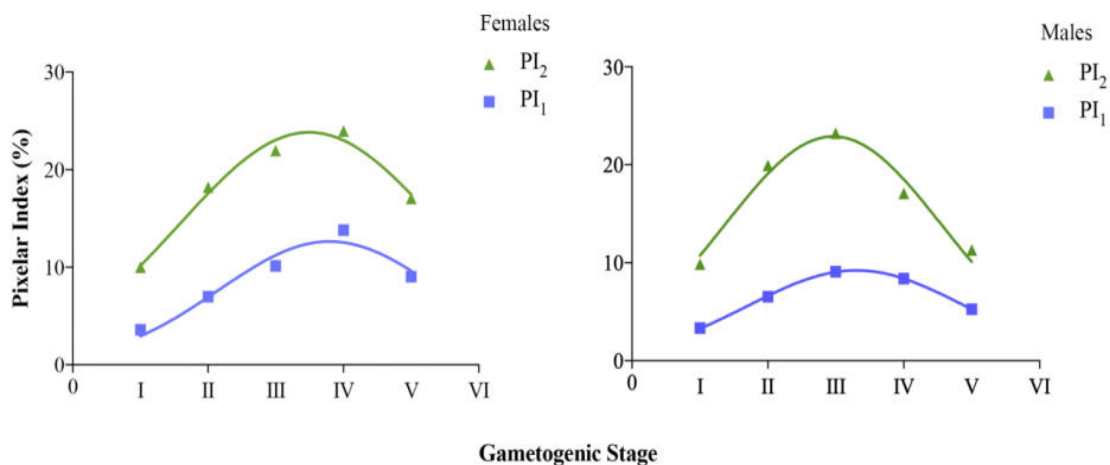 Females
PI2
PI1
30
20
10
0
0 I II III IV V VI
Pixelar Index (%)
Males
PI2
PI1
30
20
10
0
0 I II III IV V VI
Gametogenic Stage